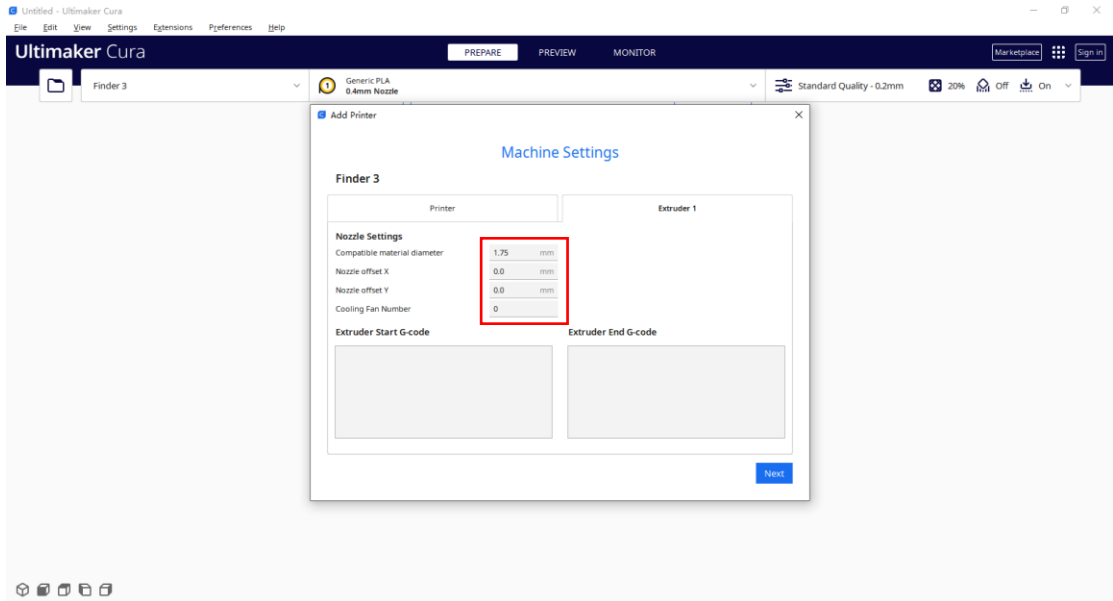 Untitled - Ultimaker Cura
File Edit View Settings Extensions Preferences Help
Ultimaker Cura PREPARE PREVIEW MONITOR Marketplace Sign in
Finder 3
1
Generic PLA
0.4mm Nozzle
Standard Quality - 0.2mm 20% Off On
Add Printer
Machine Settings
Finder 3
Printer Extruder 1
Nozzle Settings
Compatible material diameter 1.75 mm
Nozzle offset X 0.0 mm
Nozzle offset Y 0.0 mm
Cooling Fan Number 0
Extruder Start G-code Extruder End G-code
Next